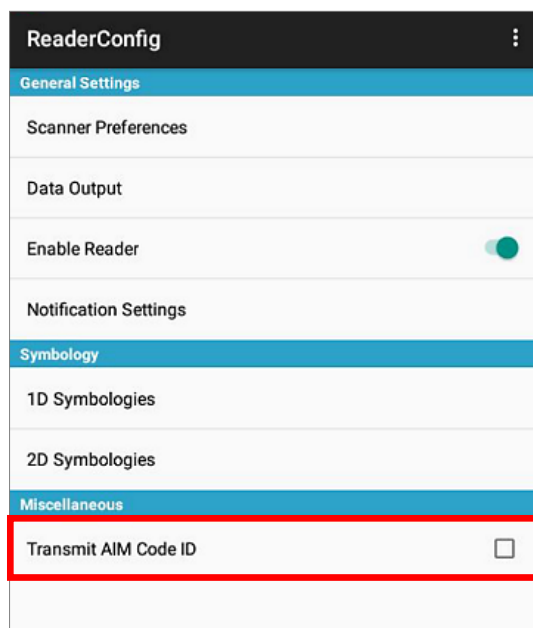 ReaderConfig
General Settings
Scanner Preferences
Data Output
Enable Reader
Notification Settings
Symbology
1D Symbologies
2D Symbologies
Miscellaneous
Transmit AIM Code ID